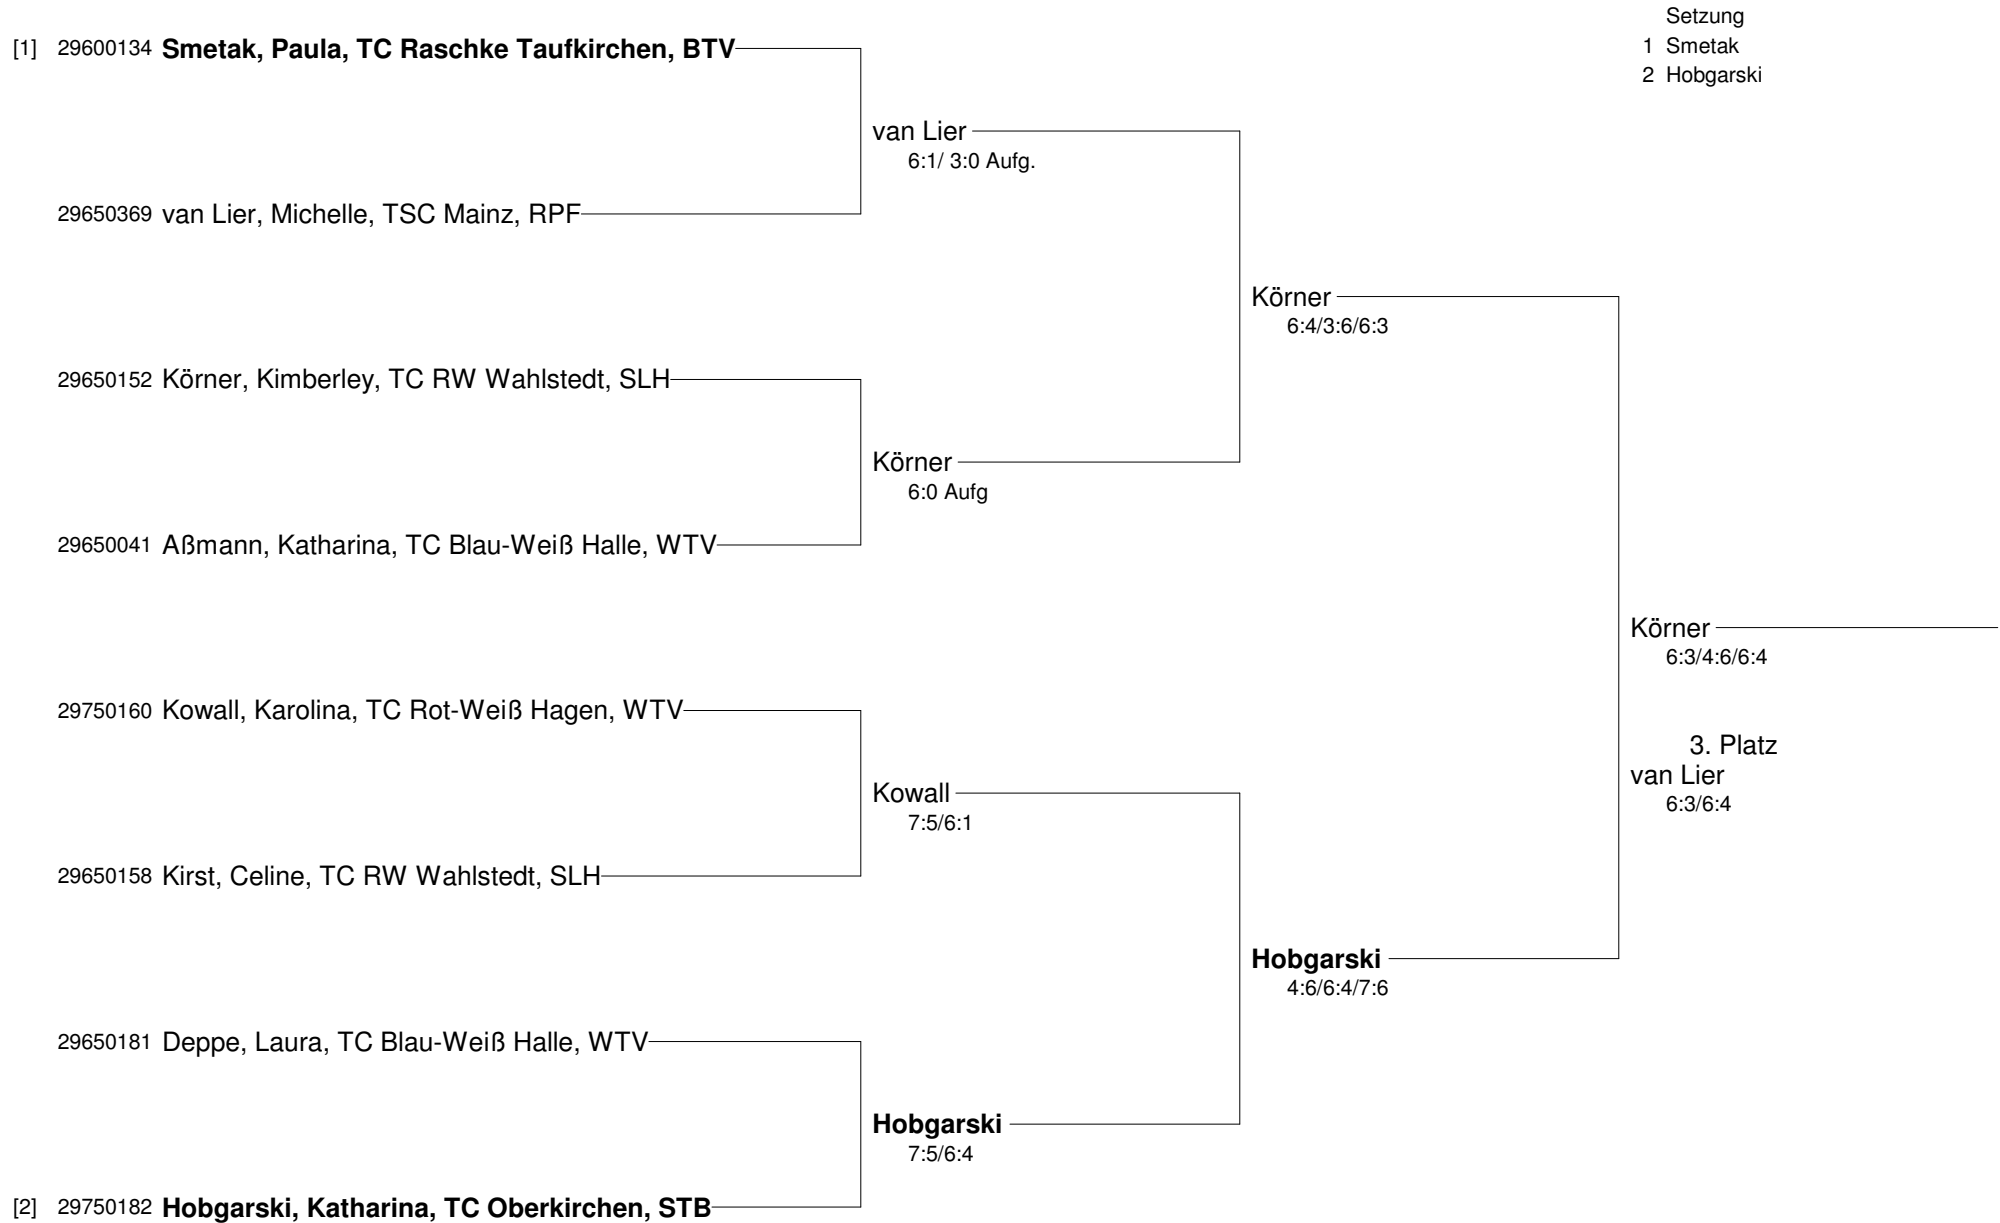 Setzung
1 Smetak
2 Hobgarski
[1] 29600134 Smetak, Paula, TC Raschke Taufkirchen, BTV
van Lier
6:1/ 3:0 Aufg.
29650369 van Lier, Michelle, TSC Mainz, RPF
Körner
6:4/3:6/6:3
29650152 Körner, Kimberley, TC RW Wahlstedt, SLH
Körner
6:0 Aufg
29650041 Aßmann, Katharina, TC Blau-Weiß Halle, WTV
Körner
6:3/4:6/6:4
29750160 Kowall, Karolina, TC Rot-Weiß Hagen, WTV
3. Platz
van Lier
6:3/6:4
Kowall
7:5/6:1
29650158 Kirst, Celine, TC RW Wahlstedt, SLH
Hobgarski
4:6/6:4/7:6
29650181 Deppe, Laura, TC Blau-Weiß Halle, WTV
Hobgarski
7:5/6:4
[2] 29750182 Hobgarski, Katharina, TC Oberkirchen, STB